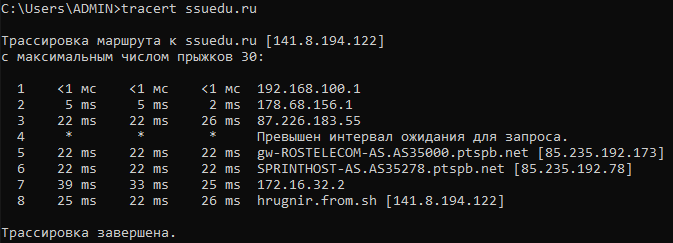 C:\Users\ADMIN>tracert ssuedu.ru
Трассировка маршрута к ssuedu.ru [141.8.194.122]
с максимальным числом прыжков 30:
1 <1 мс <1 мс <1 мс 192.168.100.1
2 5 ms 5 ms 2 ms 178.68.156.1
3 22 ms 22 ms 26 ms 87.226.183.55
4 * * * Превышен интервал ожидания для запроса.
5 22 ms 22 ms 22 ms gw-ROSTELECOM-AS.AS35000.ptspb.net [85.235.192.173]
6 22 ms 22 ms 22 ms SPRINTHOST-AS.AS35278.ptspb.net [85.235.192.78]
7 39 ms 33 ms 25 ms 172.16.32.2
8 25 ms 22 ms 26 ms hrugnir.from.sh [141.8.194.122]
Трассировка завершена.